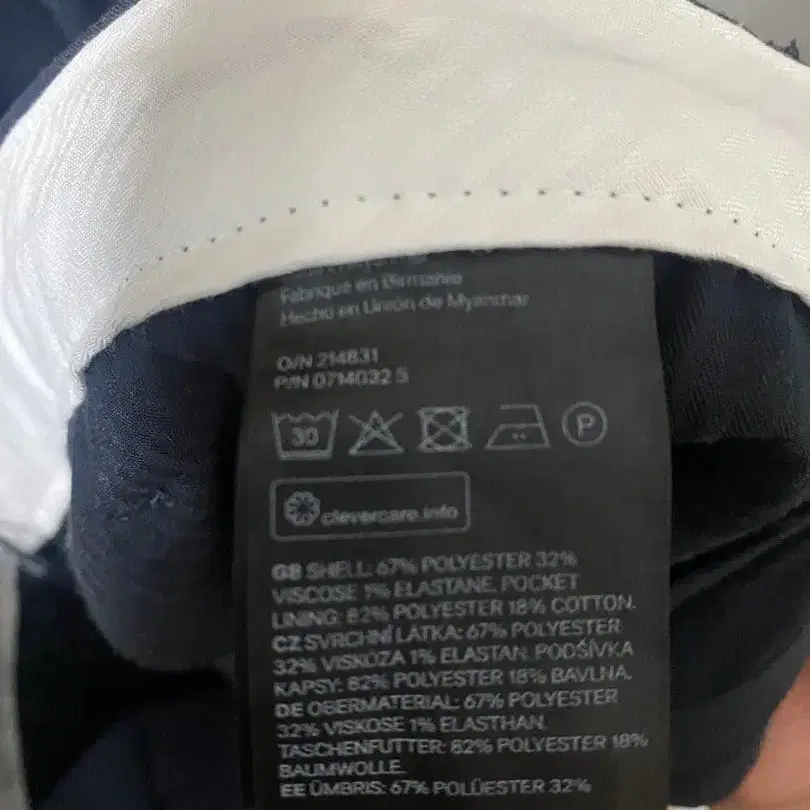 Fabriqué en Birmanie
Hecho en Unión de Myanmar
O/N 214831
P/N 0714032 5
30
P
clevercare.info
GB SHELL: 67% POLYESTER 32%
VISCOSE 1% ELASTANE. POCKET
LINING: 82% POLYESTER 18% COTTON.
CZ SVRCHNÍ LÁTKA: 67% POLYESTER
32% VISKÓZA 1% ELASTAN. PODŠÍVKA
KAPSY: 82% POLYESTER 18% BAVLNA.
DE OBERMATERIAL: 67% POLYESTER
32% VISKOSE 1% ELASTHAN.
TASCHENFUTTER: 82% POLYESTER 18%
BAUMWOLLE.
EE ÜMBRIS: 67% POLÜESTER 32%